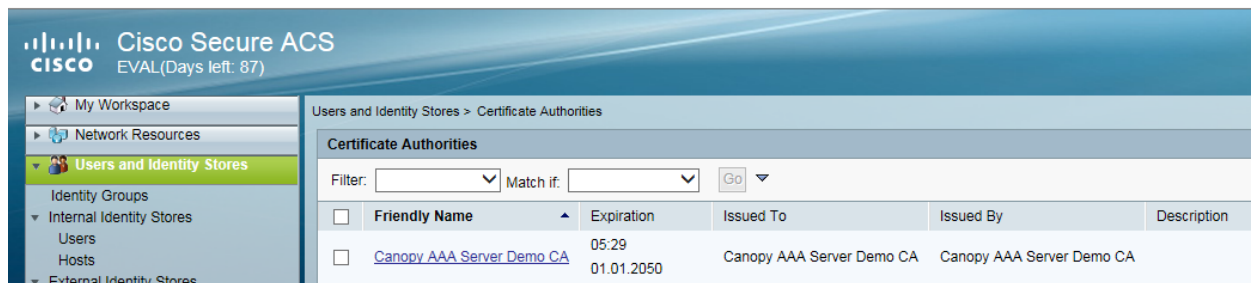 Cisco Secure ACS
CISCO EVAL(Days left: 87)
My Workspace
Network Resources
Users and Identity Stores
Identity Groups
Internal Identity Stores
Users
Hosts
External Identity Stores
Users and Identity Stores > Certificate Authorities
Certificate Authorities
Filter: Match if: Go
Friendly Name Expiration Issued To Issued By Description
Canopy AAA Server Demo CA 05:29 01.01.2050 Canopy AAA Server Demo CA Canopy AAA Server Demo CA